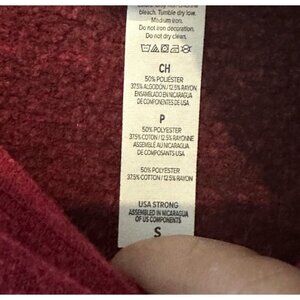 bleach. Tumble dry low.
Medium iron.
Do not iron decoration.
Do not dry clean.
CH
50% POLIÉSTER
37.5% ALGODON / 12.5% RAYON
ENSAMBLADO EN NICARAGUA
DE COMPONENTES DE USA
P
50% POLYESTER
37.5% COTON / 12.5% RAYONNE
ASSEMBLÉ AU NICARAGUA
DE COMPOSANTS USA
50% POLYESTER
37.5% COTTON / 12.5% RAYON
USA STRONG
ASSEMBLED IN NICARAGUA
OF US COMPONENTS
S